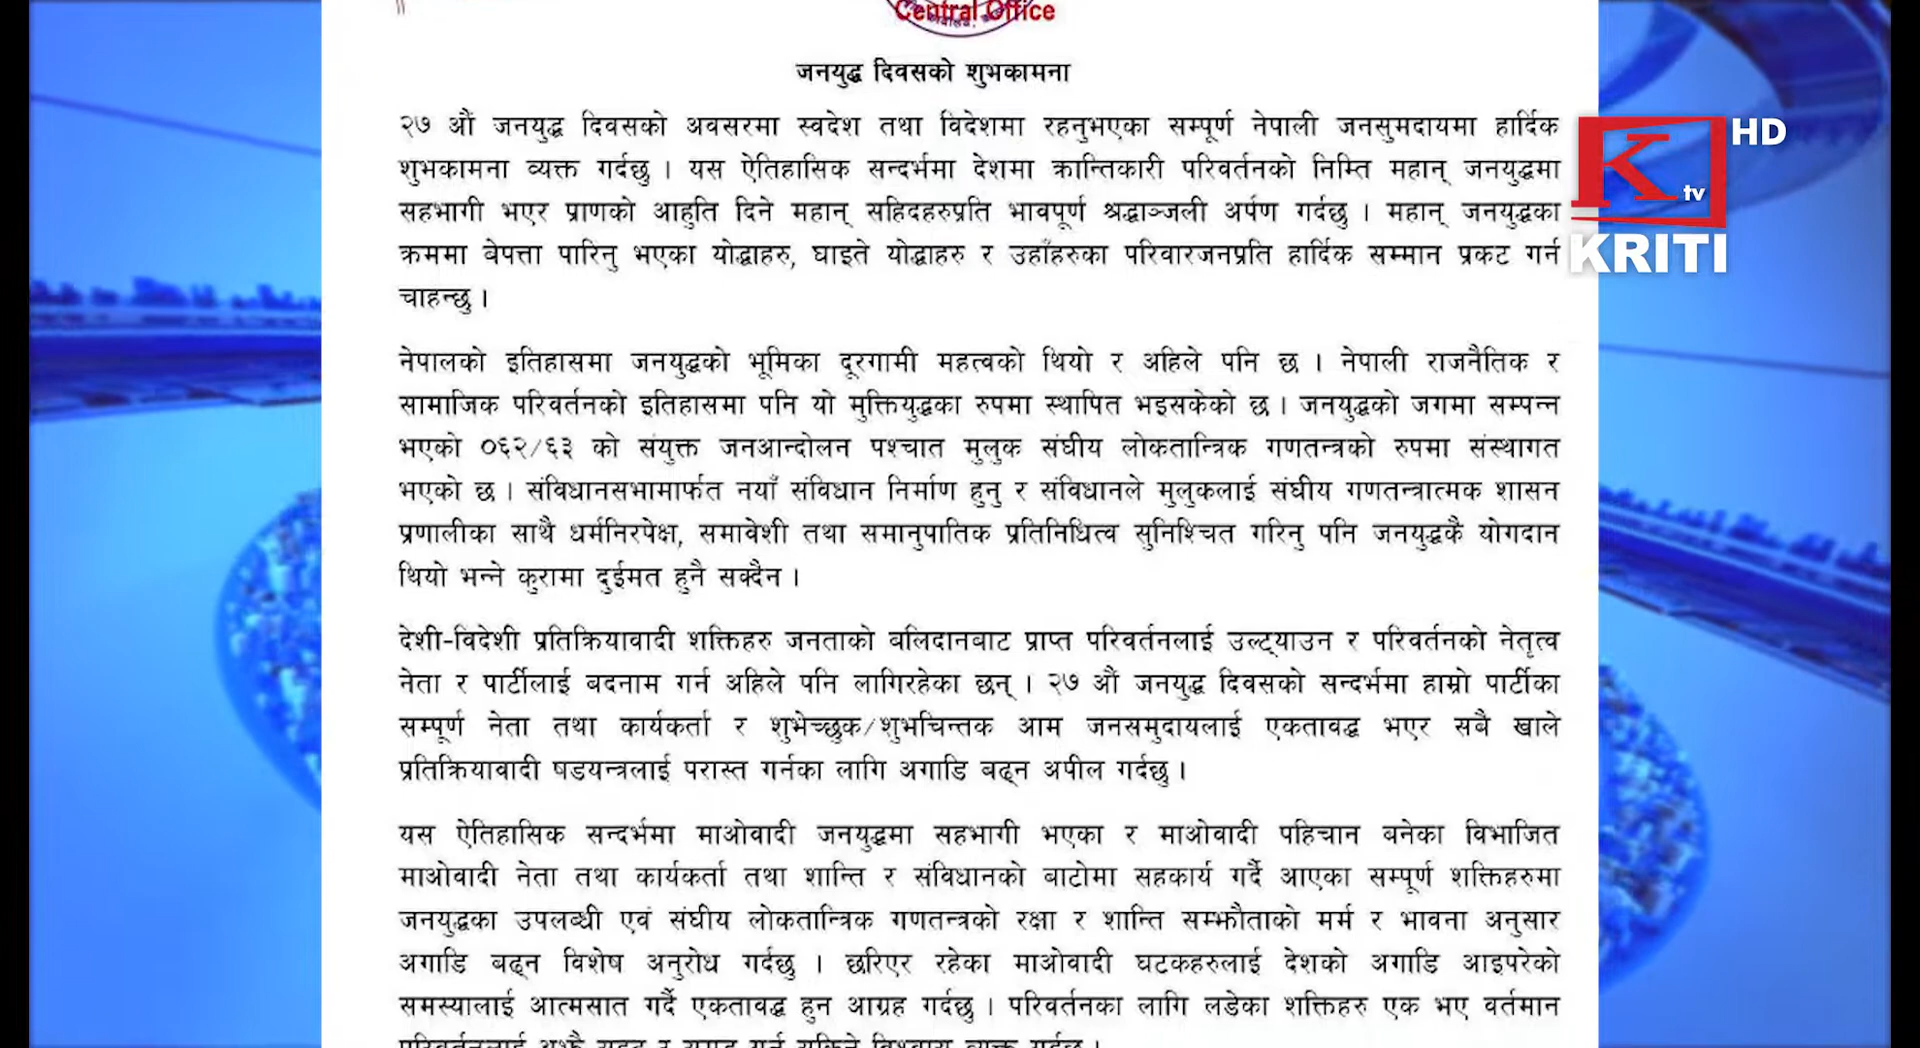 Central Office
जनयुद्ध दिवसको शुभकामना
२७ औं जनयुद्ध दिवसको अवसरमा स्वदेश तथा विदेशमा रहनुभएका सम्पूर्ण नेपाली जनसुमदायमा हार्दिक
शुभकामना व्यक्त गर्दछु । यस ऐतिहासिक सन्दर्भमा देशमा क्रान्तिकारी परिवर्तनको निम्ति महान् जनयुद्धमा
सहभागी भएर प्राणको आहुति दिने महान् सहिदहरुप्रति भावपूर्ण श्रद्धाञ्जली अर्पण गर्दछु । महान् जनयुद्धका
क्रममा बेपत्ता पारिनु भएका योद्धाहरु, घाइते योद्धाहरु र उहाँहरुका परिवारजनप्रति हार्दिक सम्मान प्रकट गर्न
चाहन्छु ।
नेपालको इतिहासमा जनयुद्धको भूमिका दूरगामी महत्वको थियो र अहिले पनि छ । नेपाली राजनैतिक र
सामाजिक परिवर्तनको इतिहासमा पनि यो मुक्तियुद्धका रुपमा स्थापित भइसकेको छ । जनयुद्धको जगमा सम्पन्न
भएको ०६२/६३ को संयुक्त जनआन्दोलन पश्चात मुलुक संघीय लोकतान्त्रिक गणतन्त्रको रुपमा संस्थागत
भएको छ । संविधानसभामार्फत नयाँ संविधान निर्माण हुनु र संविधानले मुलुकलाई संघीय गणतन्त्रात्मक शासन
प्रणालीका साथै धर्मनिरपेक्ष, समावेशी तथा समानुपातिक प्रतिनिधित्व सुनिश्चित गरिनु पनि जनयुद्धकै योगदान
थियो भन्ने कुरामा दुईमत हुनै सक्दैन ।
देशी-विदेशी प्रतिक्रियावादी शक्तिहरु जनताको बलिदानबाट प्राप्त परिवर्तनलाई उल्ट्याउन र परिवर्तनको नेतृत्व
नेता र पार्टीलाई बदनाम गर्न अहिले पनि लागिरहेका छन् । २७ औं जनयुद्ध दिवसको सन्दर्भमा हाम्रो पार्टीका
सम्पूर्ण नेता तथा कार्यकर्ता र शुभेच्छुक/शुभचिन्तक आम जनसमुदायलाई एकतावद्ध भएर सबै खाले
प्रतिक्रियावादी षडयन्त्रलाई परास्त गर्नका लागि अगाडि बढ्न अपील गर्दछु ।
यस ऐतिहासिक सन्दर्भमा माओवादी जनयुद्धमा सहभागी भएका र माओवादी पहिचान बनेका विभाजित
माओवादी नेता तथा कार्यकर्ता तथा शान्ति र संविधानको बाटोमा सहकार्य गर्दै आएका सम्पूर्ण शक्तिहरुमा
जनयुद्धका उपलब्धी एवं संघीय लोकतान्त्रिक गणतन्त्रको रक्षा र शान्ति सम्झौताको मर्म र भावना अनुसार
अगाडि बढ्न विशेष अनुरोध गर्दछु । छरिएर रहेका माओवादी घटकहरुलाई देशको अगाडि आइपरेको
समस्यालाई आत्मसात गर्दै एकतावद्ध हुन आग्रह गर्दछु । परिवर्तनका लागि लडेका शक्तिहरु एक भए वर्तमान
K tv HD
KRITI